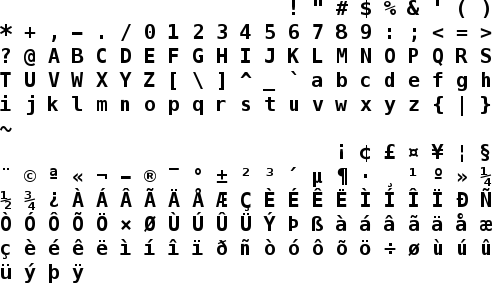 ! " # $ % & ' ( )
* + , – . / 0 1 2 3 4 5 6 7 8 9 : ; < = >
? @ A B C D E F G H I J K L M N O P Q R S
T U V W X Y Z [ \ ] ^ _ ` a b c d e f g h
i j k l m n o p q r s t u v w x y z { | }
~
¡ ¢ £ ¤ ¥ ¦ §
¨ © ª « ¬ – ® ¯ ° ± ² ³ ´ µ ¶ · ¸ ¹ º » ¼
½ ¾ ¿ À Á Â Ã Ä Å Æ Ç È É Ê Ë Ì Í Î Ï Ð Ñ
Ò Ó Ô Õ Ö × Ø Ù Ú Û Ü Ý Þ ß à á â ã ä å æ
ç è é ê ë ì í î ï ð ñ ò ó ô õ ö ÷ ø ù ú û
ü ý þ ÿ